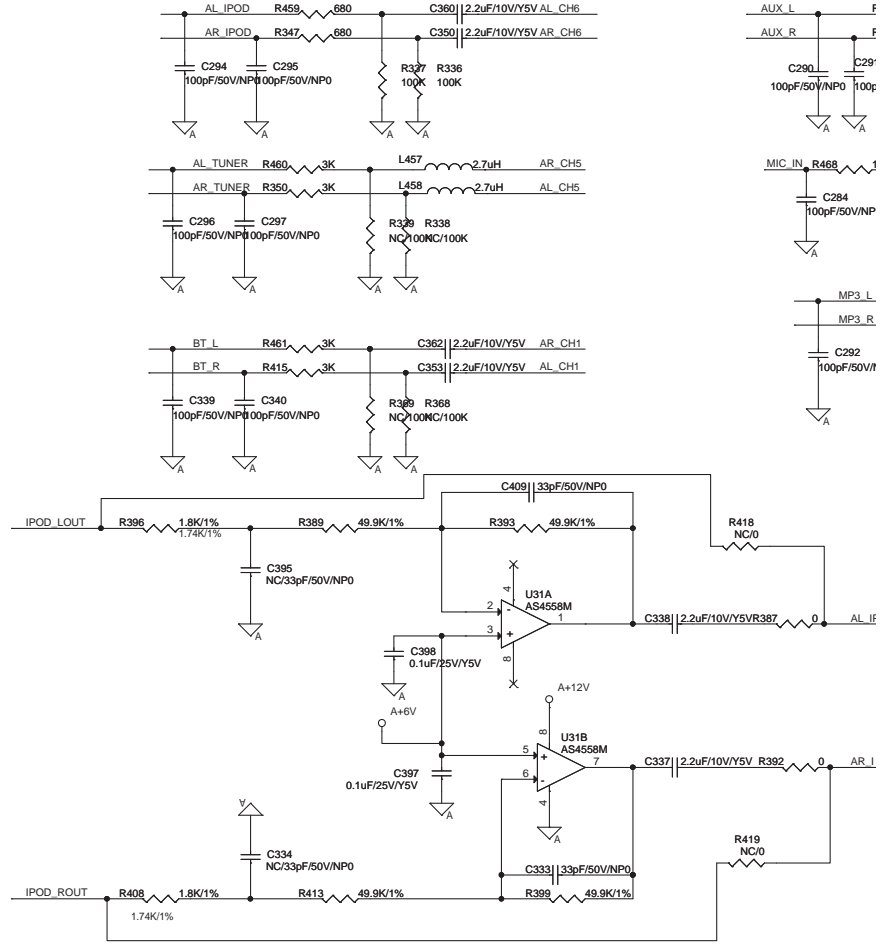 AL_IPOD R459 680 C360 2.2uF/10V/Y5V AL_CH6
AR_IPOD R347 680 C350 2.2uF/10V/Y5V AR_CH6
C294 100pF/50V/NP0
C295 100pF/50V/NP0
R337 100K
R336 100K
A A A A
AUX_L
AUX_R
C290 100pF/50V/NP0
C291
A A
AL_TUNER R460 3K L457 2.7uH AR_CH5
AR_TUNER R350 3K L458 2.7uH AL_CH5
C296 100pF/50V/NP0
C297 100pF/50V/NP0
R339 NC/100K
R338 NC/100K
A A A A
MIC_IN R468
C284
100pF/50V/NP
A
MP3_L
MP3_R
C292
A
BT_L R461 3K C362 2.2uF/10V/Y5V AR_CH1
BT_R R415 3K C353 2.2uF/10V/Y5V AL_CH1
C339 100pF/50V/NP0
C340 100pF/50V/NP0
R369 NC/100K
R368 NC/100K
A A A A
C409 33pF/50V/NP0
IPOD_LOUT R396 1.8K/1% R389 49.9K/1% R393 49.9K/1%
1.74K/1%
R418
NC/0
C395
NC/33pF/50V/NP0
A
U31A
AS4558M
4
2 -
3 +
1
8
C338 2.2uF/10V/Y5V R387 0
C398
0.1uF/25V/Y5V
A
A+6V
A+12V
8
U31B
AS4558M
5 +
6 -
7
4
A
C337 2.2uF/10V/Y5V R392 0
C397
0.1uF/25V/Y5V
A
A
C334
NC/33pF/50V/NP0
R419
NC/0
C333 33pF/50V/NP0
IPOD_ROUT R408 1.8K/1% R413 49.9K/1% R399 49.9K/1%
1.74K/1%